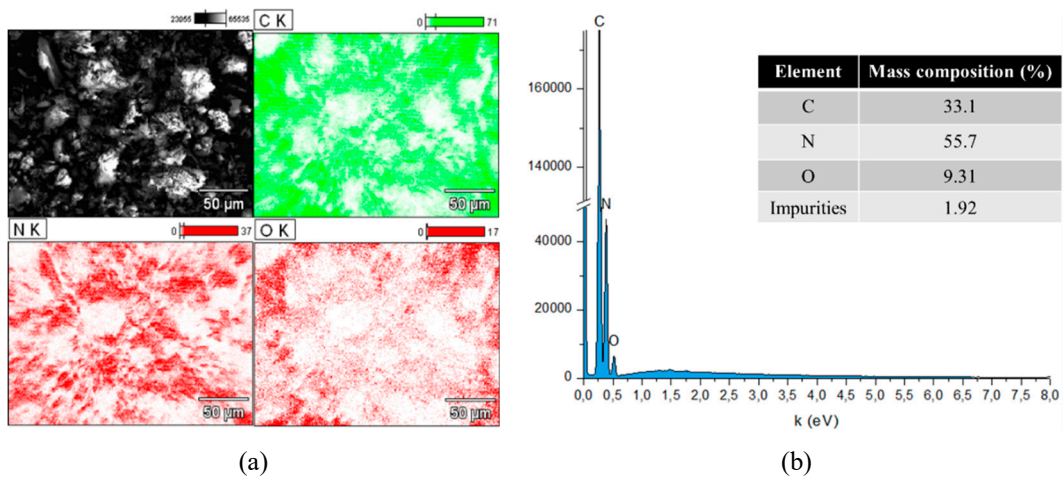 23055 65535
C K 0 71
50 µm
50 µm
N K 0 37
O K 0 17
50 µm
50 µm
(a)
C
N
O
160000
140000
40000
20000
0
0,0 0,5 1,0 1,5 2,0 2,5 3,0 3,5 4,0 4,5 5,0 5,5 6,0 6,5 7,0 7,5 8,0
k (eV)
Element Mass composition (%)
C 33.1
N 55.7
O 9.31
Impurities 1.92
(b)